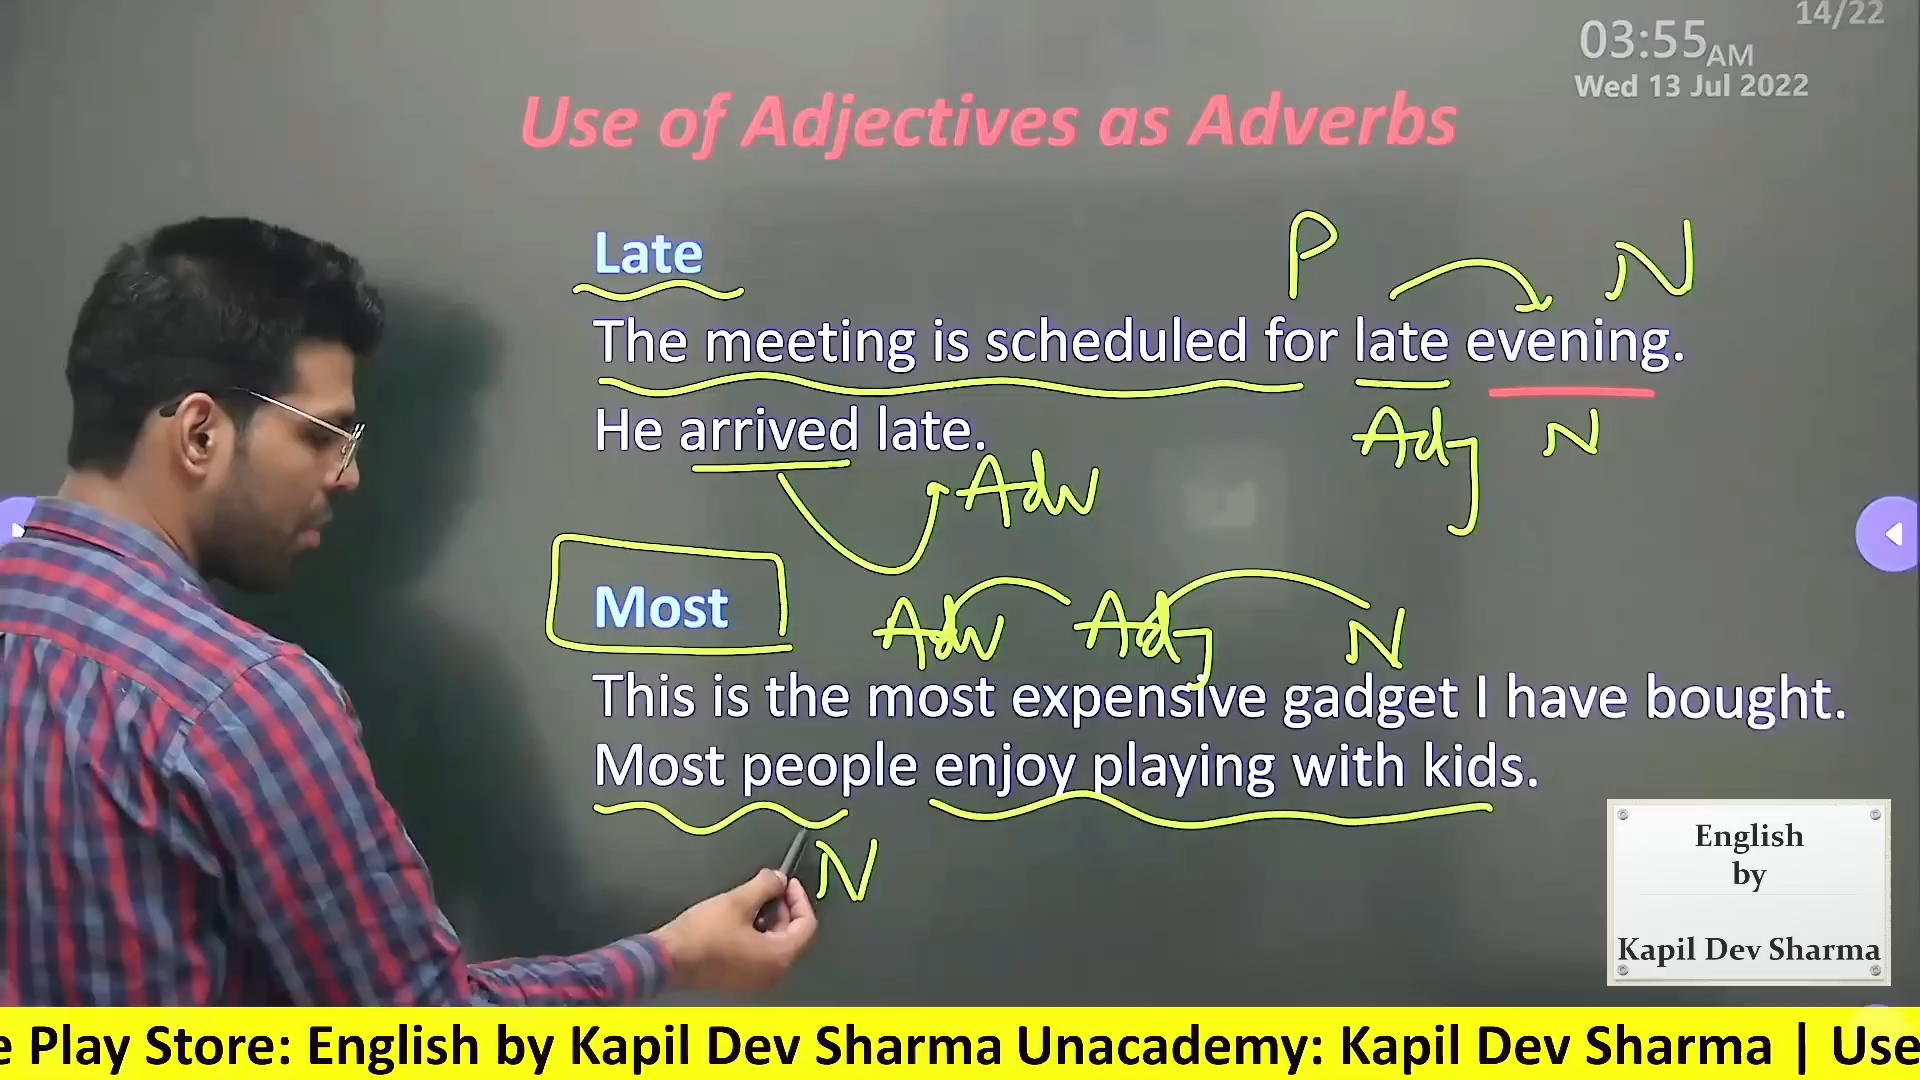 14/22
03:55AM
Wed 13 Jul 2022
Use of Adjectives as Adverbs
Late
P N
The meeting is scheduled for late evening.
Adj N
He arrived late.
Adv
Most
Adv Adj N
This is the most expensive gadget I have bought.
Most people enjoy playing with kids.
N
English
by
Kapil Dev Sharma
e Play Store: English by Kapil Dev Sharma Unacademy: Kapil Dev Sharma | Use